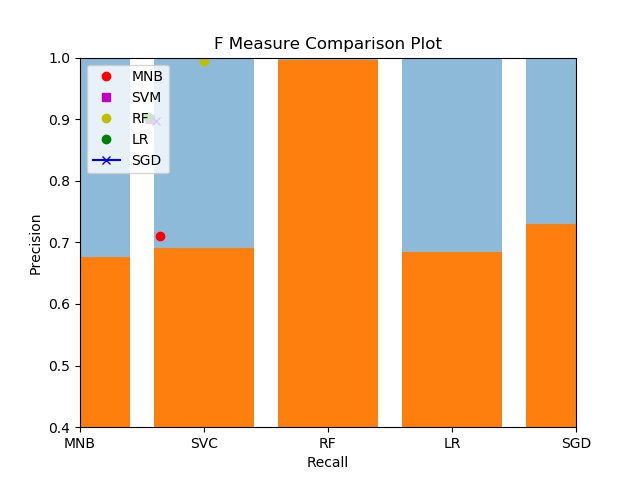 F Measure Comparison Plot
1.0
0.9
0.8
0.7
0.6
0.5
0.4
Precision
MNB
SVM
RF
LR
SGD
MNB SVC RF LR SGD
Recall